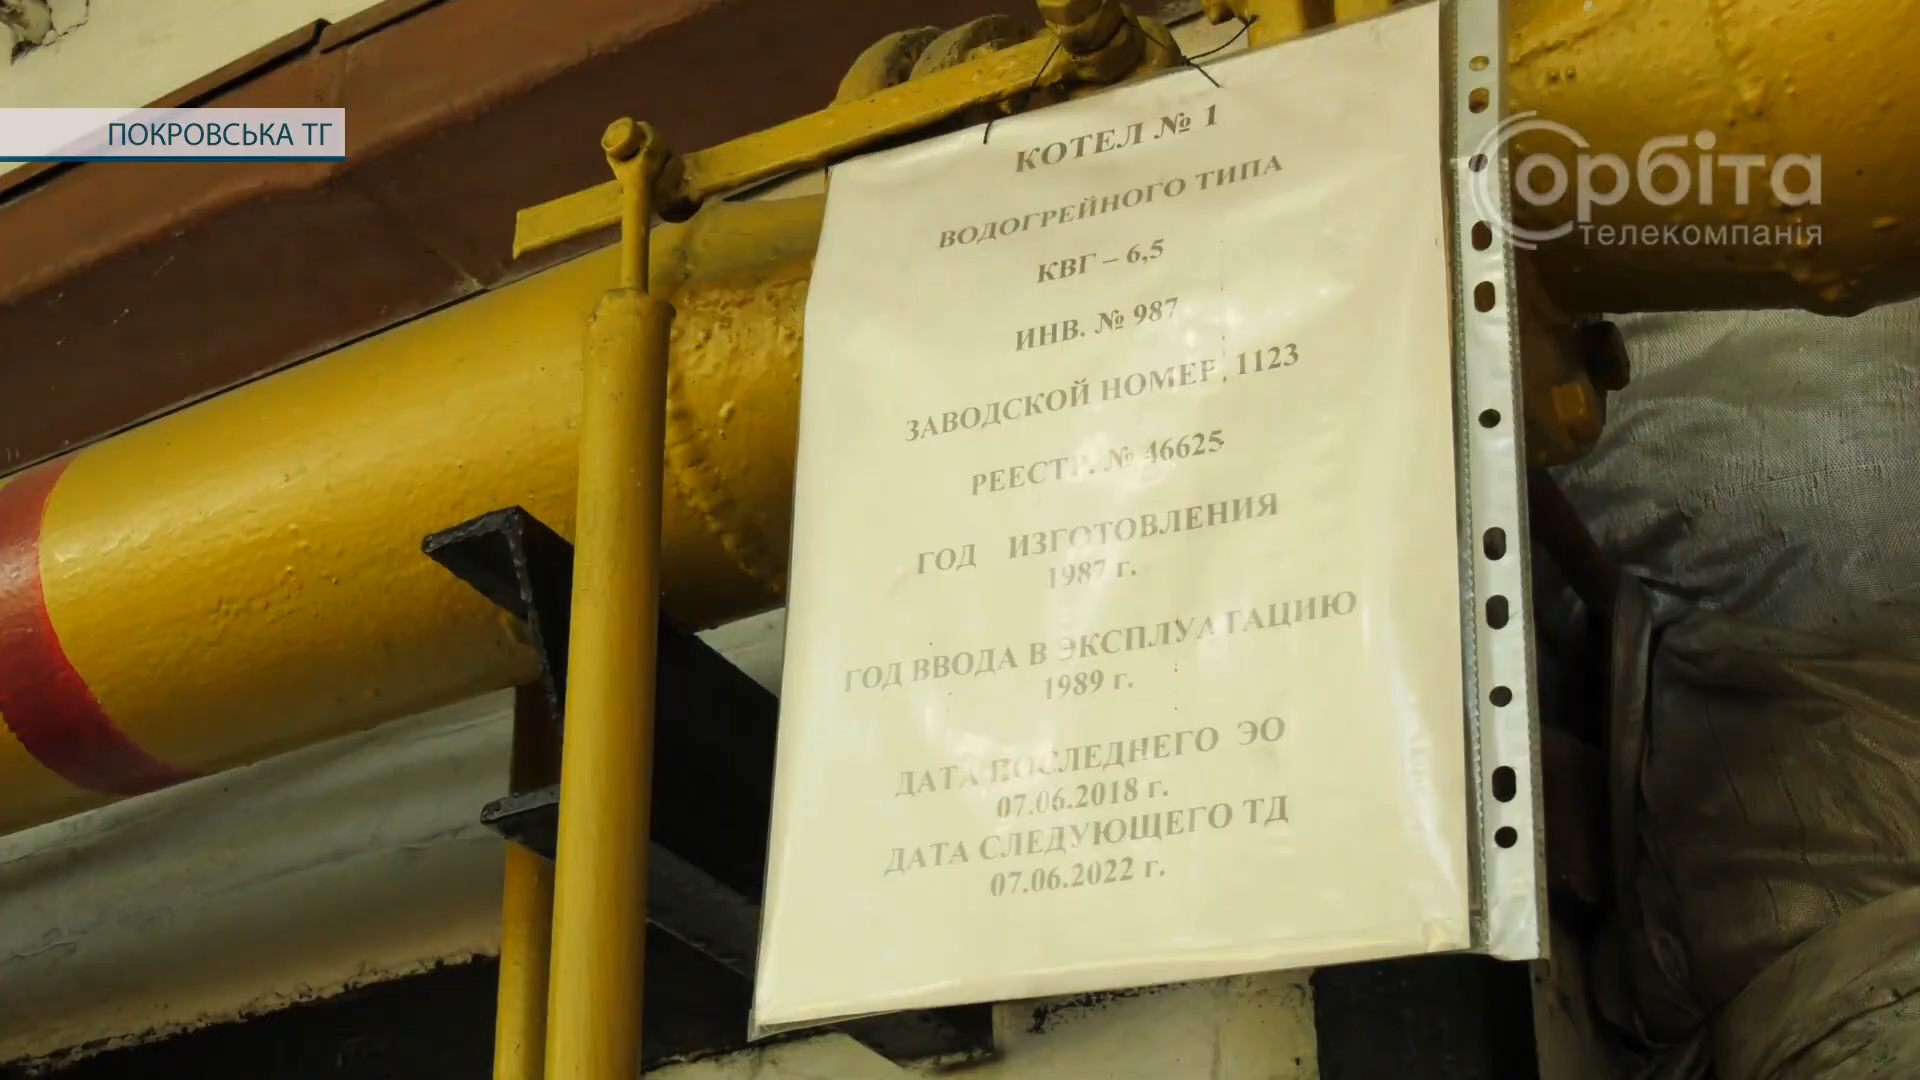 ПОКРОВСЬКА ТГ
орбіта
телекомпанія
КОТЕЛ № 1
ВОДОГРЕЙНОГО ТИПА
КВГ – 6,5
ИНВ. № 987
ЗАВОДСКОЙ НОМЕР 1123
РЕЕСТР. № 46625
ГОД ИЗГОТОВЛЕНИЯ
1987 г.
ГОД ВВОДА В ЭКСПЛУАТАЦИЮ
1989 г.
ДАТА ПОСЛЕДНЕГО ЭО
07.06.2018 г.
ДАТА СЛЕДУЮЩЕГО ТД
07.06.2022 г.